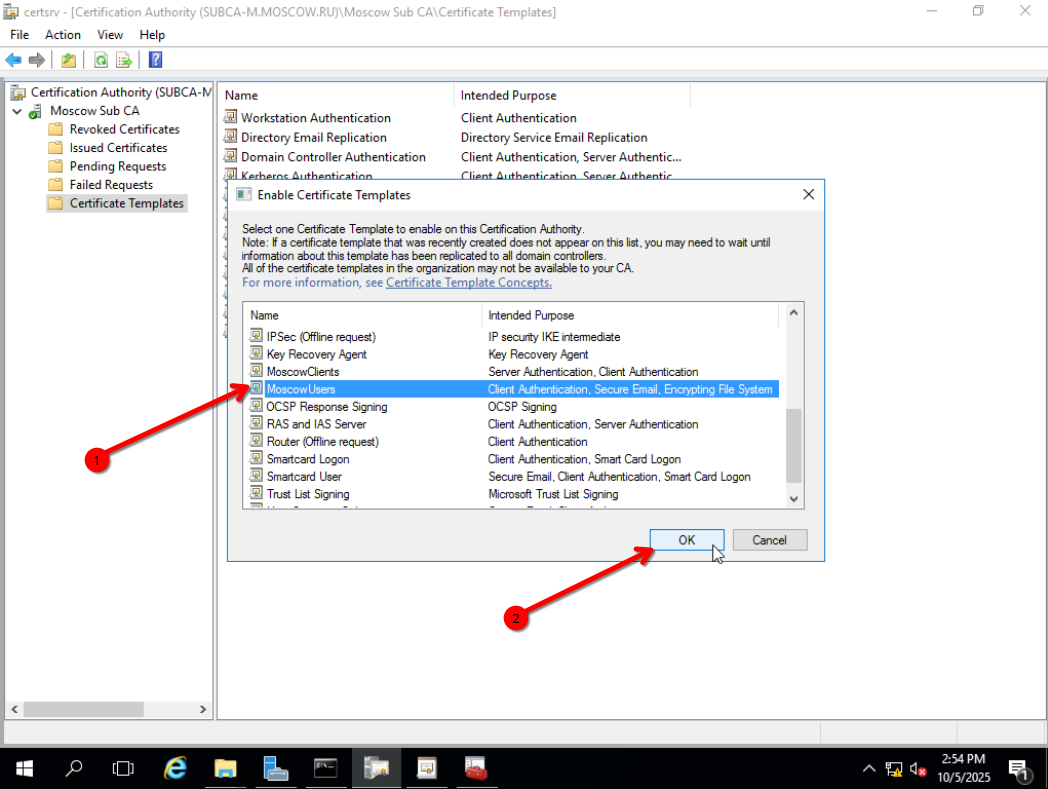 certsrv - [Certification Authority (SUBCA-M.MOSCOW.RU)\Moscow Sub CA\Certificate Templates]
File Action View Help
Certification Authority (SUBCA-M
Moscow Sub CA
Revoked Certificates
Issued Certificates
Pending Requests
Failed Requests
Certificate Templates
Name Intended Purpose
Workstation Authentication Client Authentication
Directory Email Replication Directory Service Email Replication
Domain Controller Authentication Client Authentication, Server Authentic...
Kerberos Authentication Client Authentication, Server Authentic
Enable Certificate Templates
Select one Certificate Template to enable on this Certification Authority.
Note: If a certificate template that was recently created does not appear on this list, you may need to wait until
information about this template has been replicated to all domain controllers.
All of the certificate templates in the organization may not be available to your CA.
For more information, see Certificate Template Concepts.
Name Intended Purpose
IPSec (Offline request) IP security IKE intermediate
Key Recovery Agent Key Recovery Agent
MoscowClients Server Authentication, Client Authentication
MoscowUsers Client Authentication, Secure Email, Encrypting File System
OCSP Response Signing OCSP Signing
RAS and IAS Server Client Authentication, Server Authentication
Router (Offline request) Client Authentication
Smartcard Logon Client Authentication, Smart Card Logon
Smartcard User Secure Email, Client Authentication, Smart Card Logon
Trust List Signing Microsoft Trust List Signing
OK Cancel
1
2
2:54 PM
10/5/2025
1